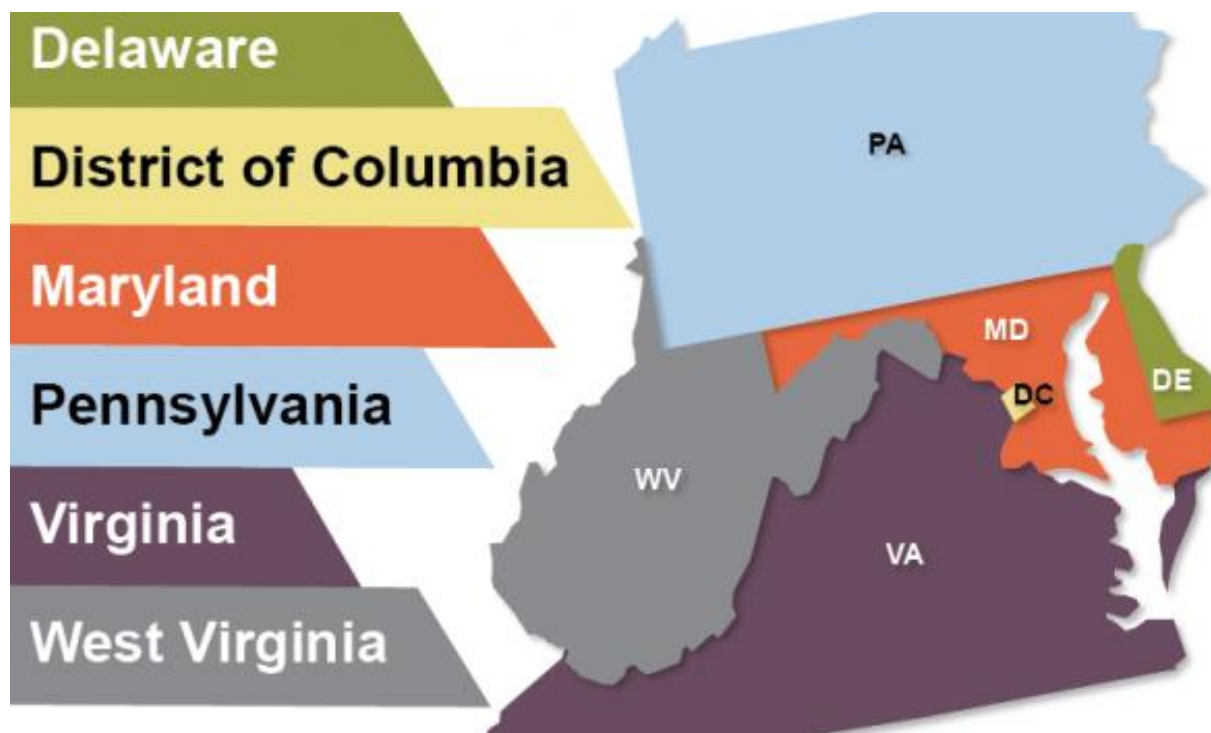 Delaware
District of Columbia
Maryland
Pennsylvania
Virginia
West Virginia
PA
MD
DC
DE
WV
VA